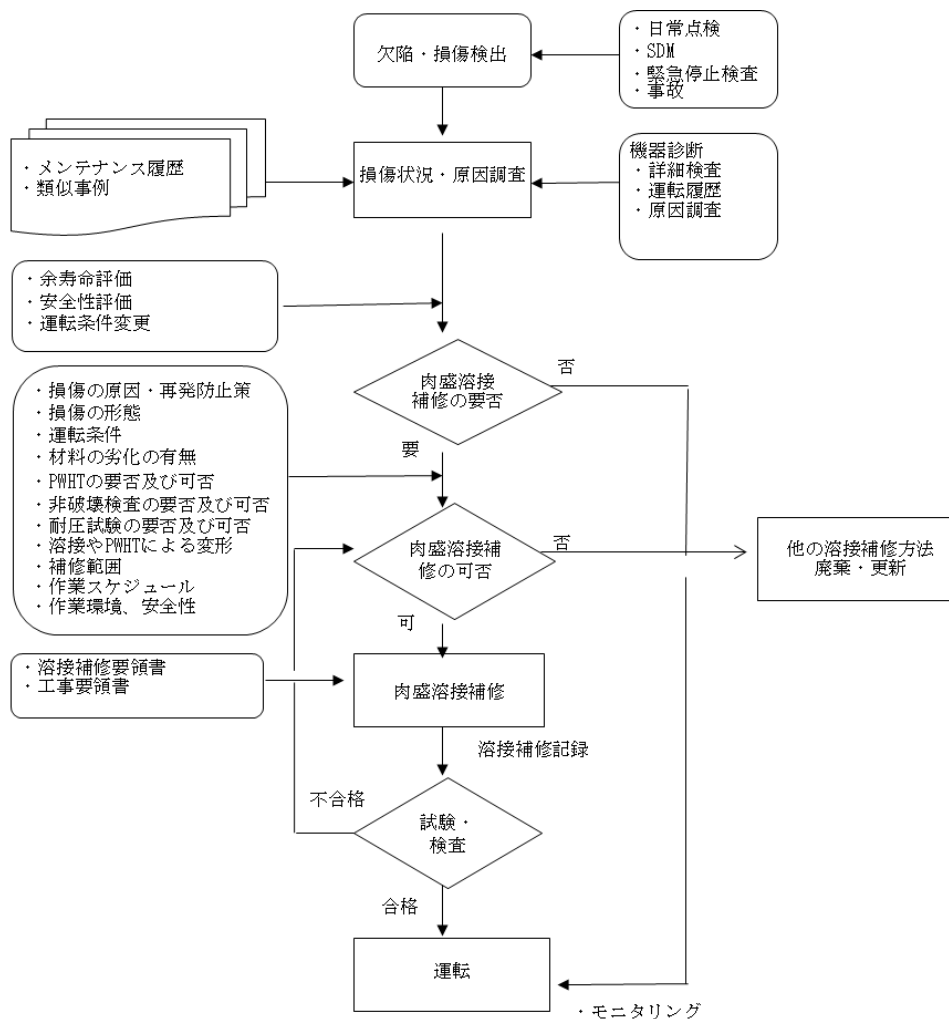 欠陥・損傷検出
・日常点検
・SDM
・緊急停止検査
・事故
・メンテナンス履歴
・類似事例
損傷状況・原因調査
機器診断
・詳細検査
・運転履歴
・原因調査
・余寿命評価
・安全性評価
・運転条件変更
肉盛溶接
補修の要否
否
要
・損傷の原因・再発防止策
・損傷の形態
・運転条件
・材料の劣化の有無
・PWHTの要否及び可否
・非破壊検査の要否及び可否
・耐圧試験の要否及び可否
・溶接やPWHTによる変形
・補修範囲
・作業スケジュール
・作業環境、安全性
肉盛溶接補
修の可否
否
可
他の溶接補修方法
廃棄・更新
・溶接補修要領書
・工事要領書
肉盛溶接補修
溶接補修記録
不合格
試験・
検査
合格
運転
・モニタリング